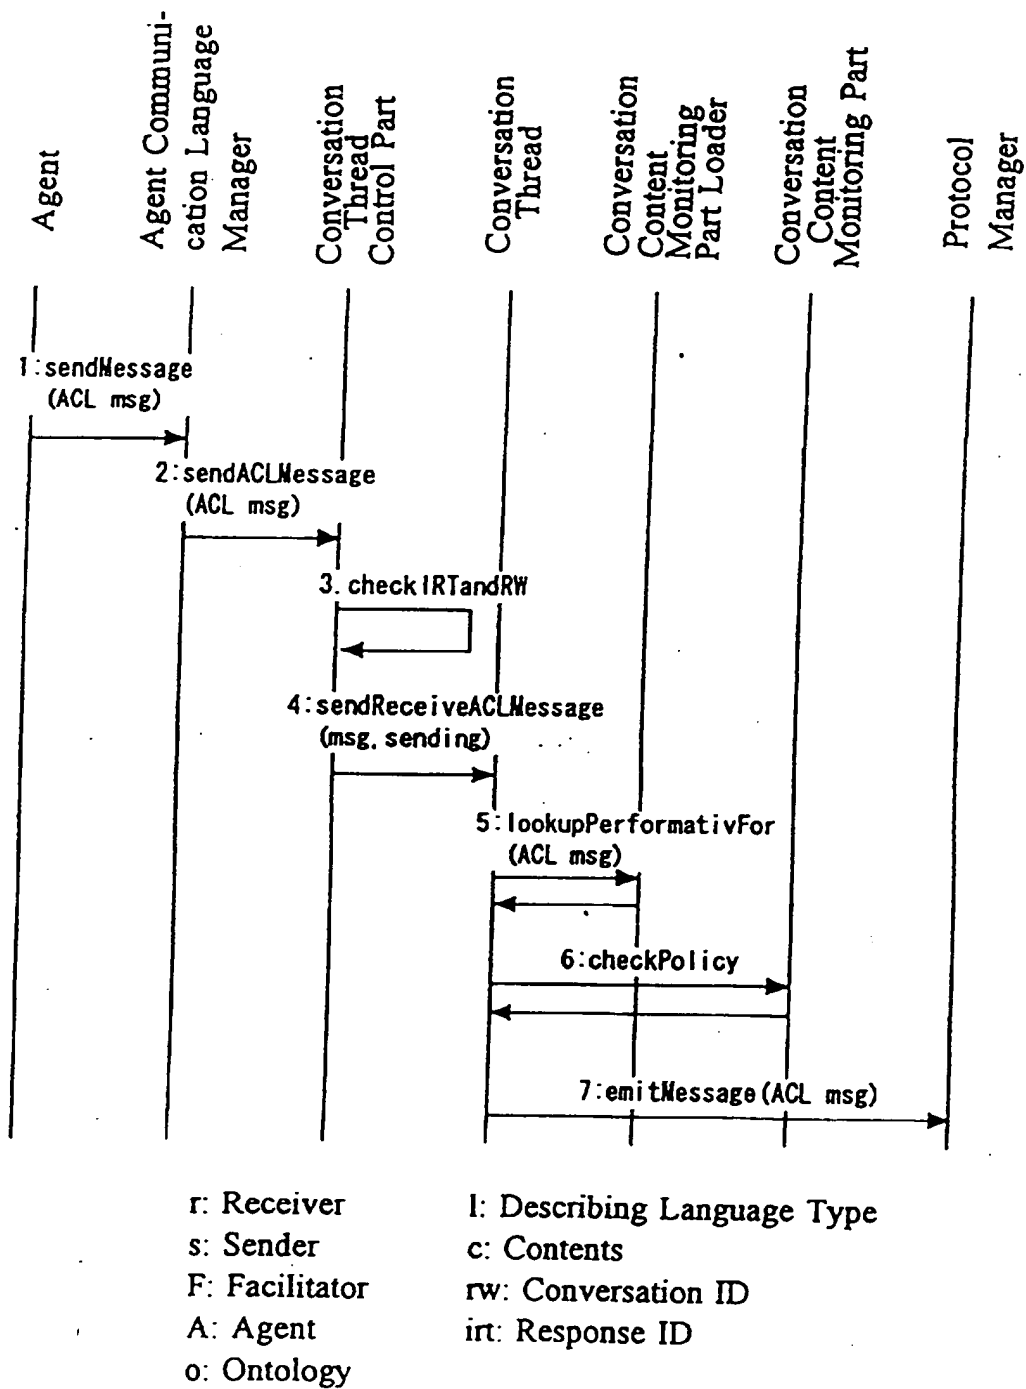 Agent
Agent Communi-
cation Language
Manager
Conversation
Thread
Control Part
Conversation
Thread
Conversation
Content
Monitoring
Part Loader
Conversation
Content
Monitoring Part
Protocol
Manager
1:sendMessage
(ACL msg)
2:sendACLMessage
(ACL msg)
3. checkIRTandRW
4:sendReceiveACLMessage
(msg, sending)
5:lookupPerformativFor
(ACL msg)
6:checkPolicy
7:emitMessage(ACL msg)
r: Receiver
s: Sender
F: Facilitator
A: Agent
o: Ontology
l: Describing Language Type
c: Contents
rw: Conversation ID
irt: Response ID